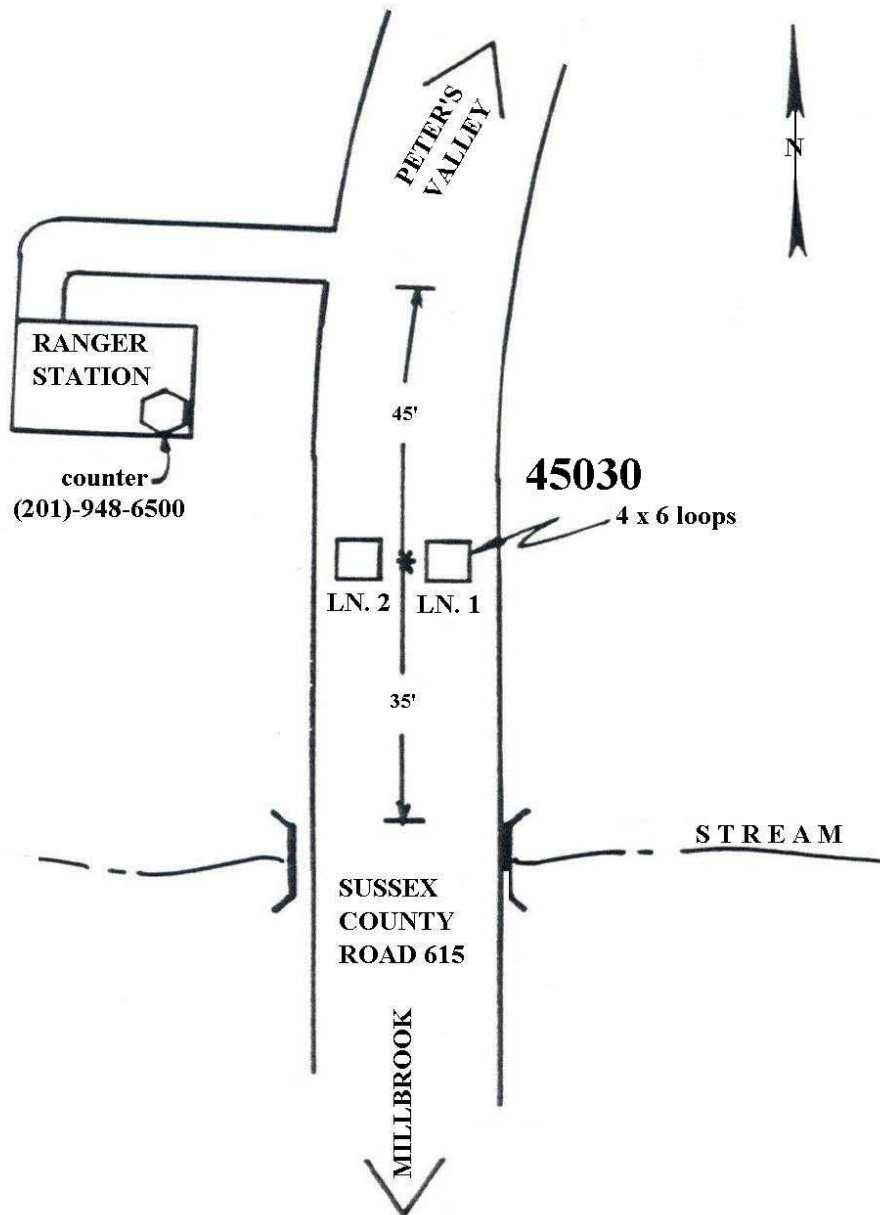 PETER'S
VALLEY
N
RANGER
STATION
45'
counter
(201)-948-6500
45030
4 x 6 loops
LN. 2
LN. 1
35'
STREAM
SUSSEX
COUNTY
ROAD 615
MILLBROOK